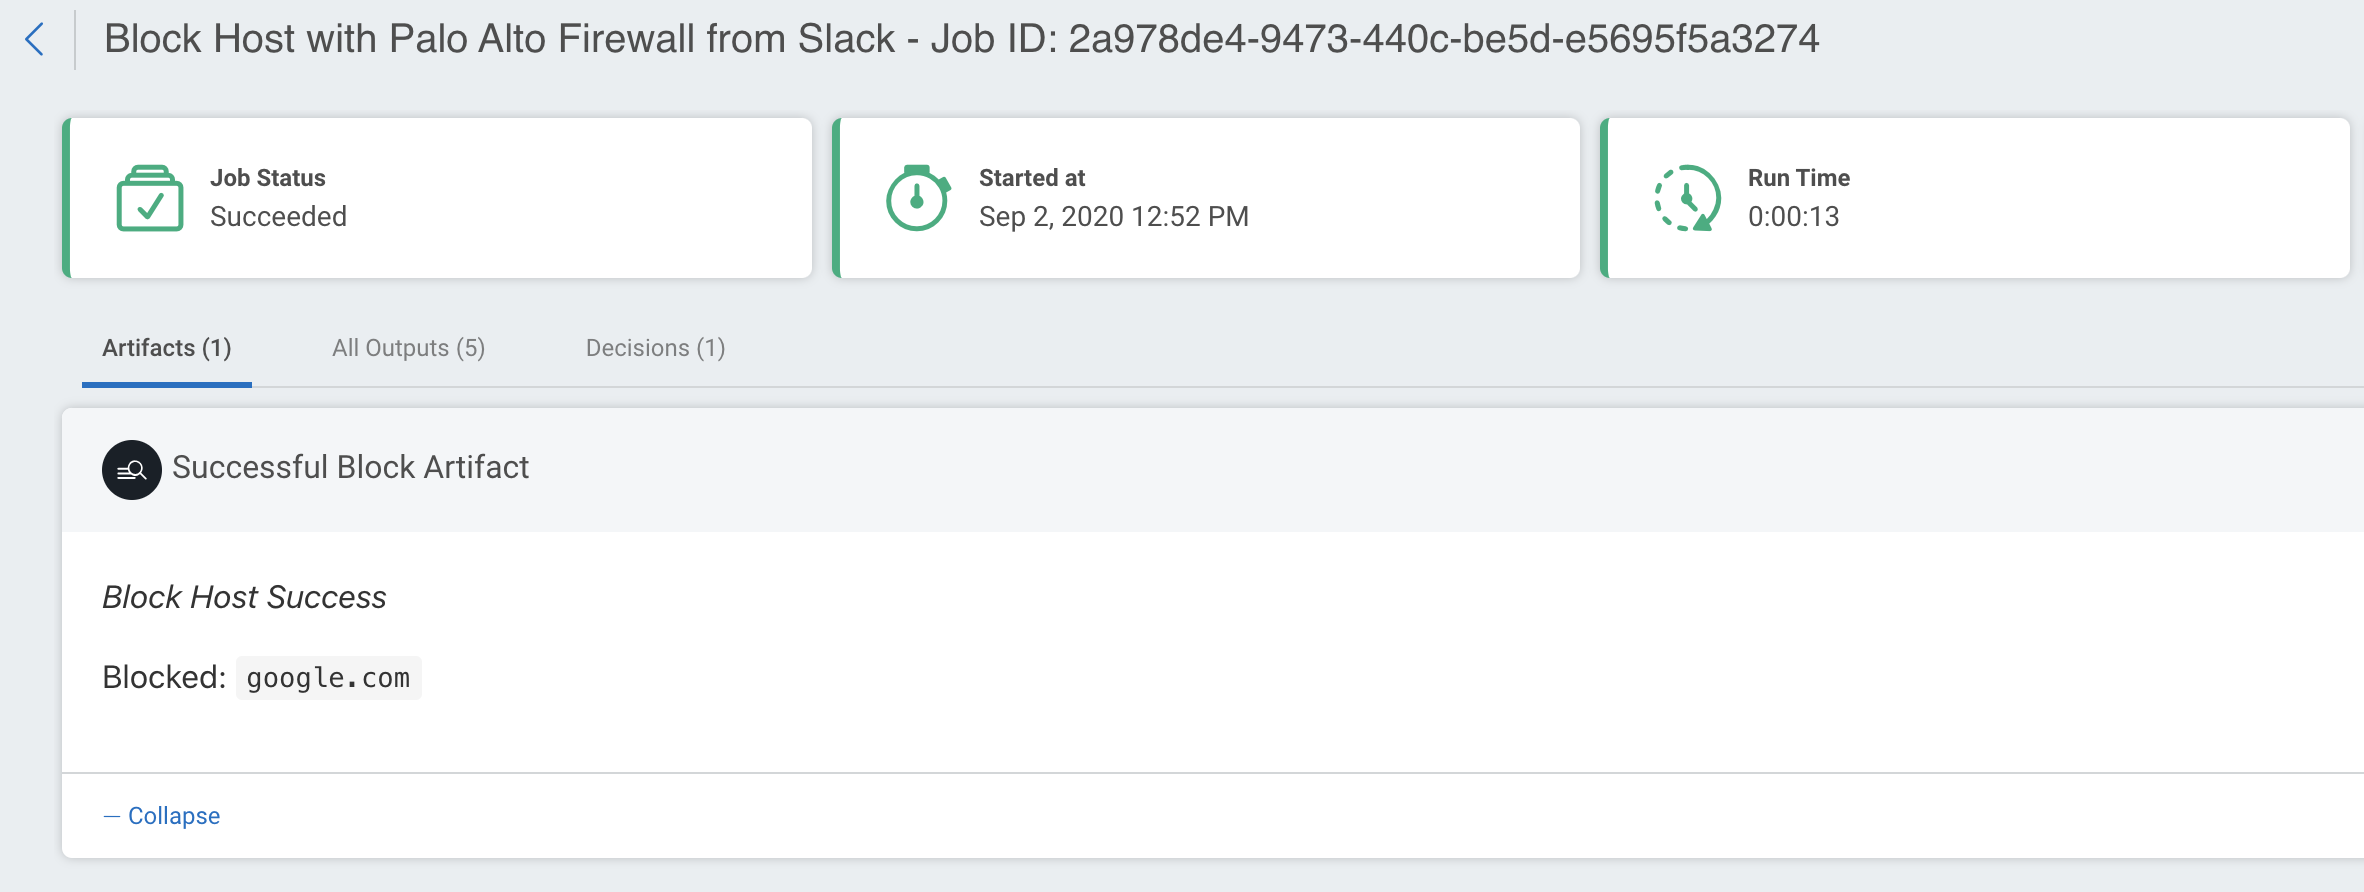 Block Host with Palo Alto Firewall from Slack - Job ID: 2a978de4-9473-440c-be5d-e5695f5a3274
Job Status
Succeeded
Started at
Sep 2, 2020 12:52 PM
Run Time
0:00:13
Artifacts (1)
All Outputs (5)
Decisions (1)
Successful Block Artifact
Block Host Success
Blocked: google.com
— Collapse